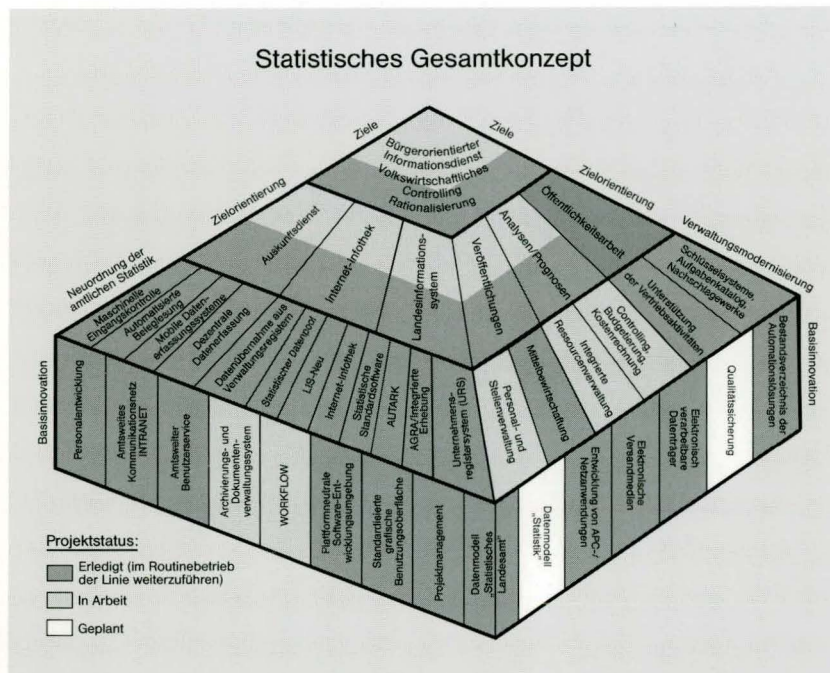 Statistisches Gesamtkonzept
Ziele
Ziele
Bürgerorientierter
Informationsdienst
Volkswirtschaftliches
Controlling
Rationalisierung
Zielorientierung
Zielorientierung
Auskunftsdienst
Internet-Infothek
Landesinformations-
system
Veröffentlichungen
Analysen/Prognosen
Öffentlichkeitsarbeit
Neuordnung der
amtlichen Statistik
Verwaltungsmodernisierung
Maschinelle
Eingangskontrolle
Automatisierte
Beleglesung
Mobile Daten-
erfassungssysteme
Dezentrale
Datenerfassung
Datenübernahme aus
Verwaltungsregistern
Statistischer Datenpool
LIS-Neu
Internet-Infothek
Statistische
Standardsoftware
AUTARK
AGRA/Integrierte
Erhebung
Unternehmens-
registersystem (URS)
Personal- und
Stellenverwaltung
Mittelbewirtschaftung
Integrierte
Ressourcenverwaltung
Controlling,
Budgetierung,
Kostenrechnung
Unterstützung
der Vertriebsaktivitäten
Schlüsselsysteme,
Aufgabenkatalog,
Nachschlagewerke
Basisinnovation
Basisinnovation
Personalentwicklung
Amtsweites
Kommunikationsnetz
INTRANET
Amtsweiter
Benutzerservice
Archivierungs- und
Dokumenten-
verwaltungssystem
WORKFLOW
Plattformneutrale
Software-Ent-
wicklungsumgebung
Standardisierte
grafische
Benutzungsoberfläche
Projektmanagement
Datenmodell
„Statistisches
Landesamt“
Datenmodell
„Statistik“
Entwicklung von APC-/
Netzanwendungen
Elektronische
Versandmedien
Elektronisch
verarbeitbare
Datenträger
Qualitätssicherung
Bestandsverzeichnis der
Automationslösungen
Projektstatus:
Erledigt (im Routinebetrieb
der Linie weiterzuführen)
In Arbeit
Geplant